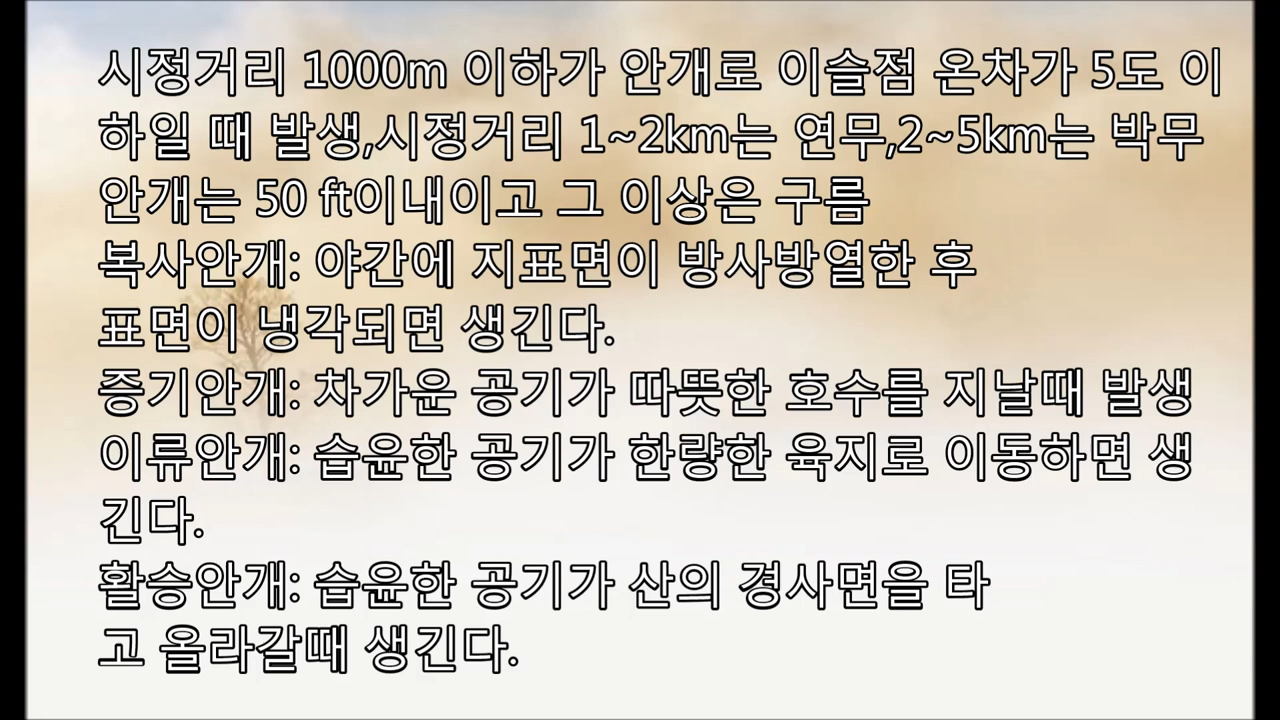 시정거리 1000m 이하가 안개로 이슬점 온차가 5도 이
하일 때 발생,시정거리 1~2km는 연무,2~5km는 박무
안개는 50 ft이내이고 그 이상은 구름
복사안개: 야간에 지표면이 방사방열한 후
표면이 냉각되면 생긴다.
증기안개: 차가운 공기가 따뜻한 호수를 지날때 발생
이류안개: 습윤한 공기가 한량한 육지로 이동하면 생
긴다.
활승안개: 습윤한 공기가 산의 경사면을 타
고 올라갈때 생긴다.